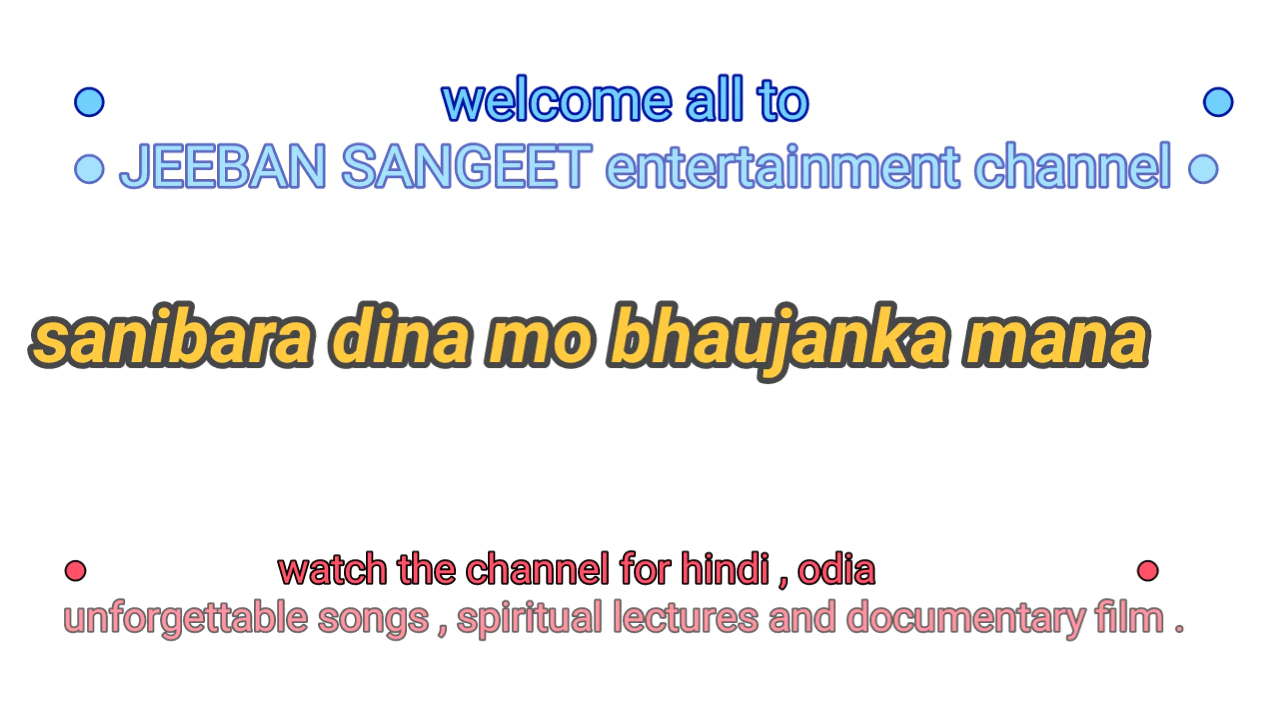 ● welcome all to ●
● JEEBAN SANGEET entertainment channel ●
sanibara dina mo bhaujanka mana
● watch the channel for hindi , odia ●
unforgettable songs , spiritual lectures and documentary film .